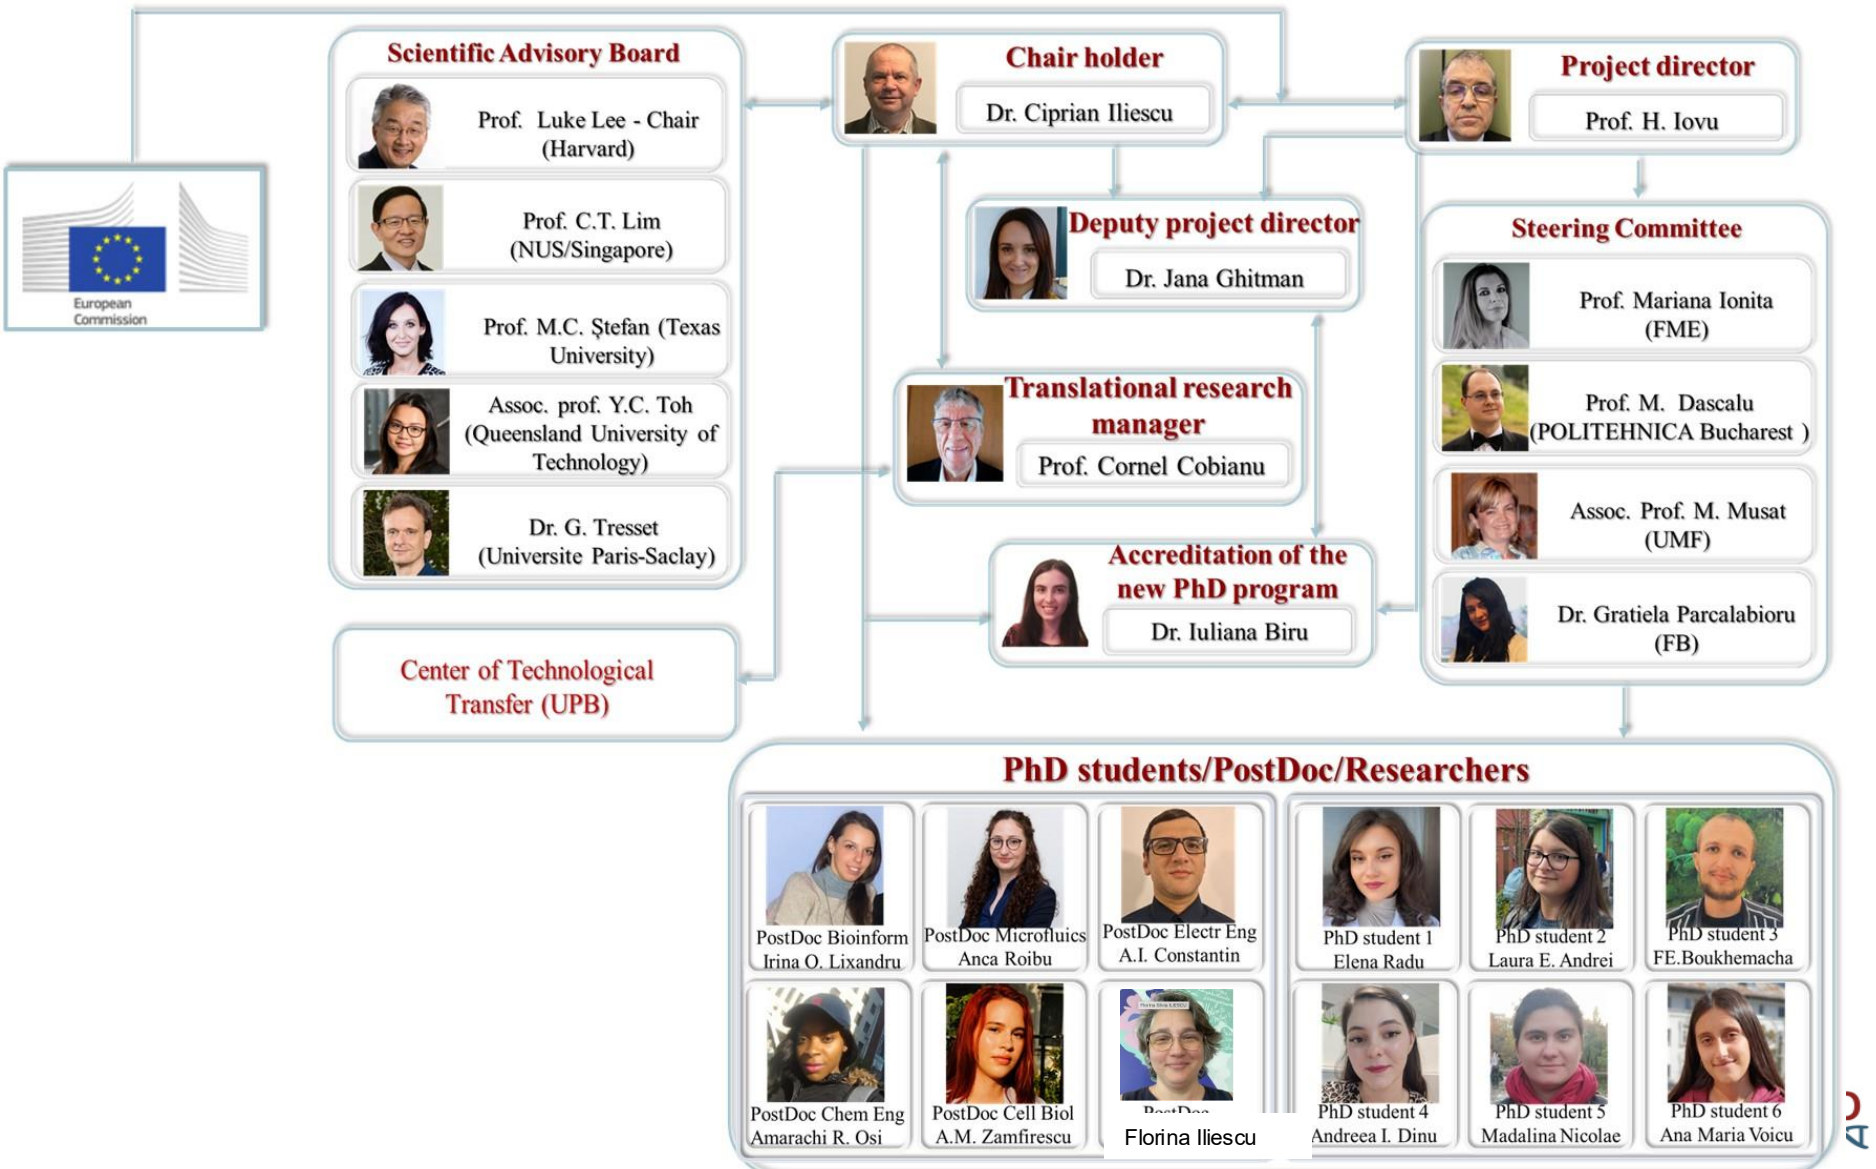 Scientific Advisory Board
Prof. Luke Lee - Chair
(Harvard)
Prof. C.T. Lim
(NUS/Singapore)
Prof. M.C. Ștefan (Texas
University)
Assoc. prof. Y.C. Toh
(Queensland University of
Technology)
Dr. G. Tresset
(Universite Paris-Saclay)
Chair holder
Dr. Ciprian Iliescu
Project director
Prof. H. Iovu
European
Commission
Deputy project director
Dr. Jana Ghitman
Steering Committee
Prof. Mariana Ionita
(FME)
Prof. M. Dascalu
(POLITEHNICA Bucharest )
Assoc. Prof. M. Musat
(UMF)
Dr. Gratiela Parcalabioru
(FB)
Translational research
manager
Prof. Cornel Cobianu
Accreditation of the
new PhD program
Dr. Iuliana Biru
Center of Technological
Transfer (UPB)
PhD students/PostDoc/Researchers
PostDoc Bioinform
Irina O. Lixandru
PostDoc Microfluics
Anca Roibu
PostDoc Electr Eng
A.I. Constantin
PhD student 1
Elena Radu
PhD student 2
Laura E. Andrei
PhD student 3
FE.Boukhemacha
PostDoc Chem Eng
Amarachi R. Osi
PostDoc Cell Biol
A.M. Zamfirescu
PostDoc
Florina Iliescu
PhD student 4
Andreea I. Dinu
PhD student 5
Madalina Nicolae
PhD student 6
Ana Maria Voicu